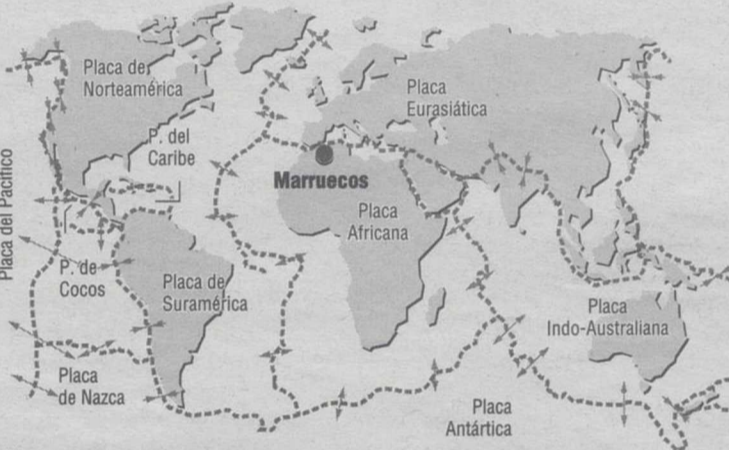 Placa de
Norteamérica
P. del
Caribe
Placa
Eurasiática
Marruecos
Placa
Africana
Placa del Pacífico
P. de
Cocos
Placa de
Suramérica
Placa
Indo-Australiana
Placa
de Nazca
Placa
Antártica